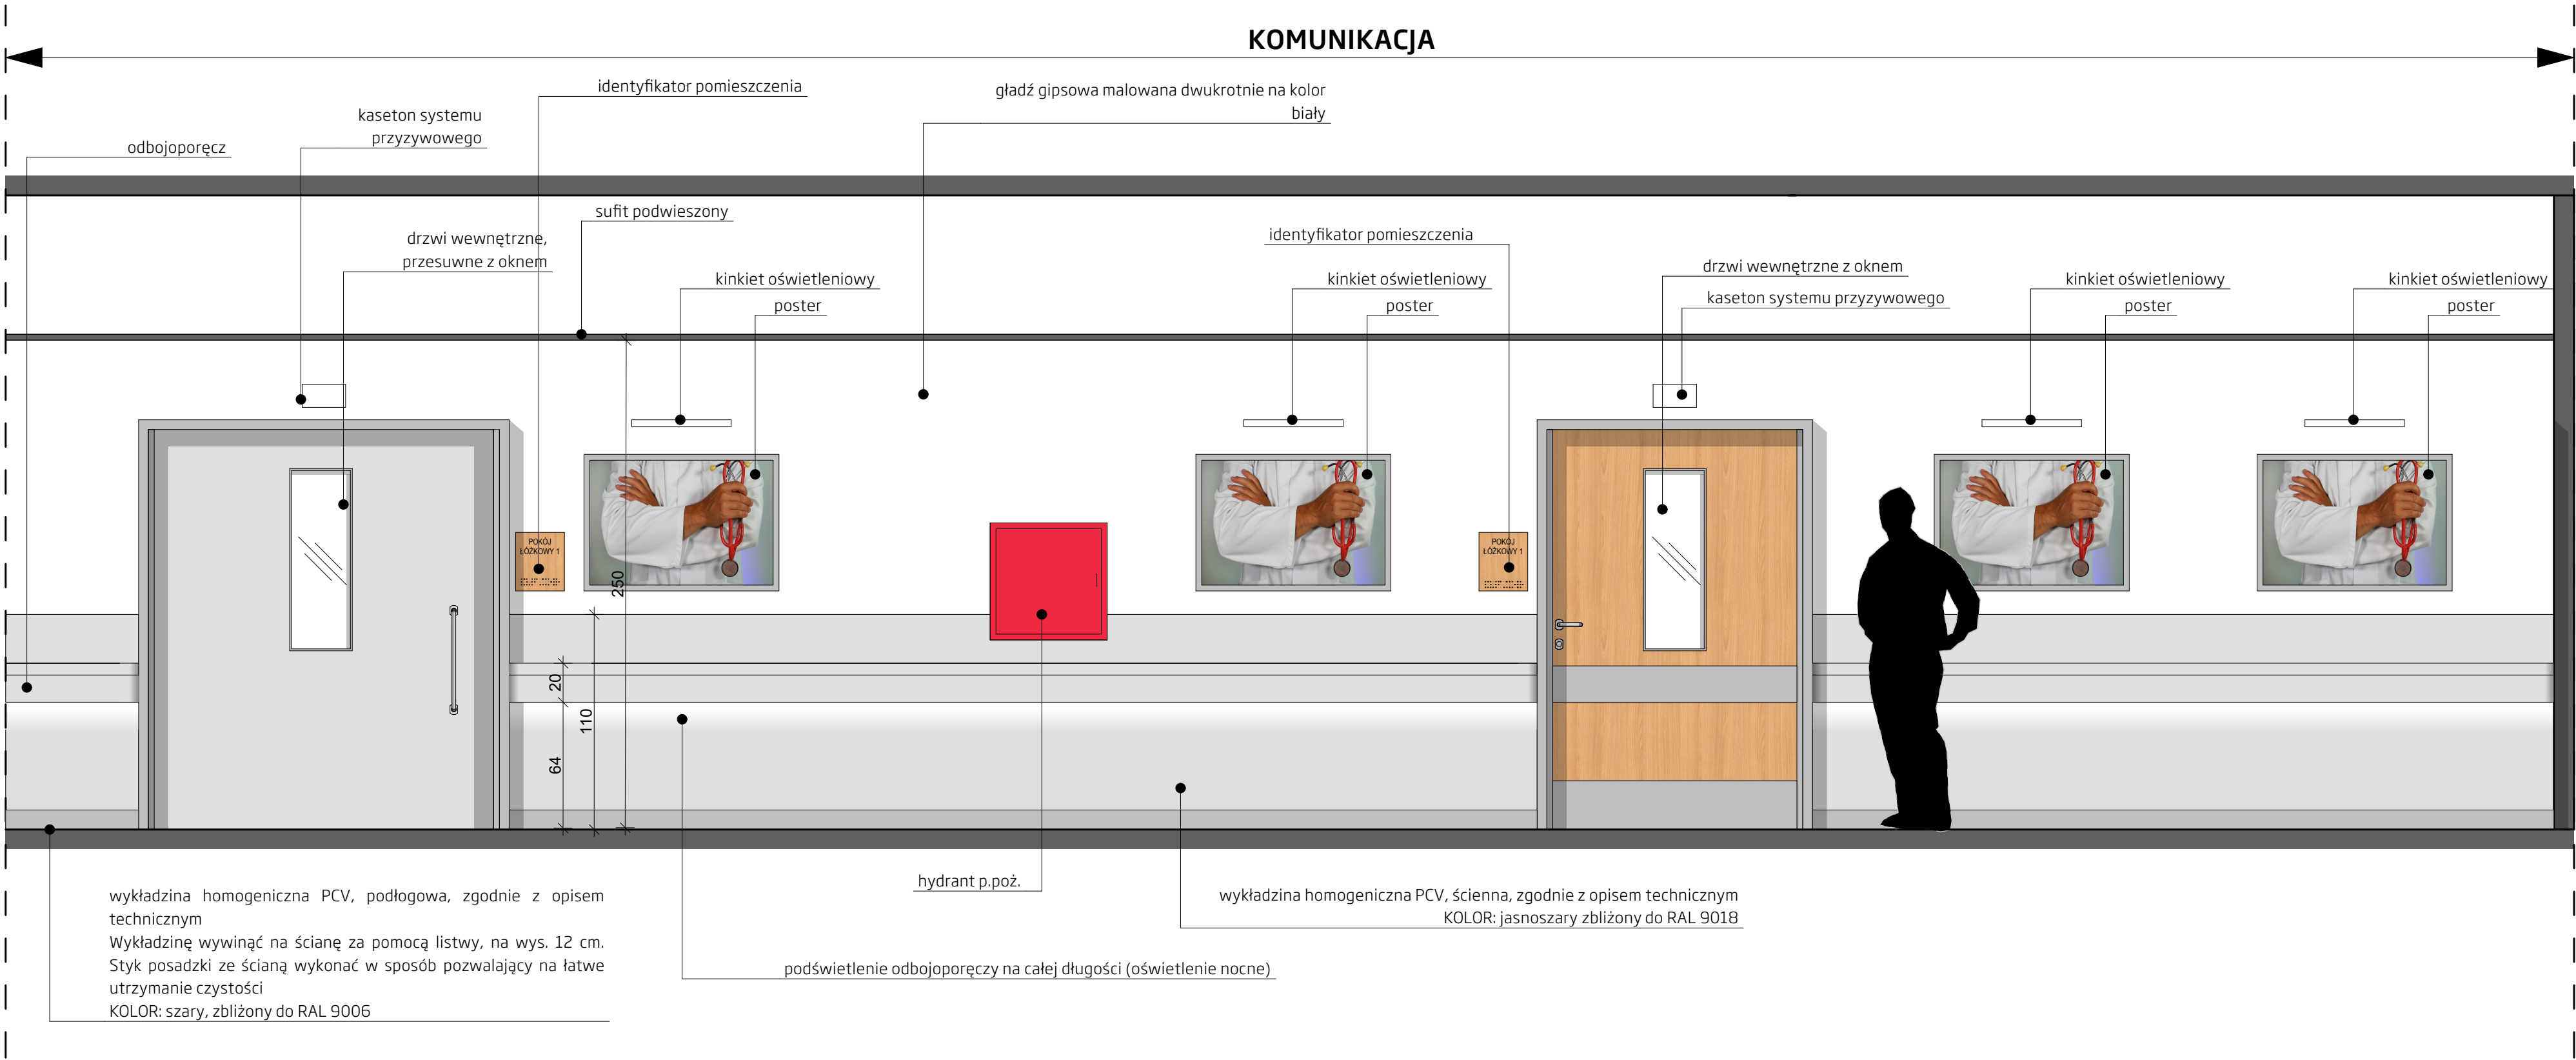 KOMUNIKACJA
identyfikator pomieszczenia
gładź gipsowa malowana dwukrotnie na kolor
biały
kaseton systemu
przyzywowego
odbojoporęcz
sufit podwieszony
drzwi wewnętrzne,
przesuwne z oknem
identyfikator pomieszczenia
drzwi wewnętrzne z oknem
kaseton systemu przyzywowego
kinkiet oświetleniowy
poster
kinkiet oświetleniowy
poster
kinkiet oświetleniowy
poster
kinkiet oświetleniowy
poster
POKÓJ
ŁÓŻKOWY 1
POKÓJ
ŁÓŻKOWY 1
250
20
110
64
hydrant p.poż.
wykładzina homogeniczna PCV, ścienna, zgodnie z opisem technicznym
KOLOR: jasnoszary zbliżony do RAL 9018
wykładzina homogeniczna PCV, podłogowa, zgodnie z opisem
technicznym
Wykładzinę wywinąć na ścianę za pomocą listwy, na wys. 12 cm.
Styk posadzki ze ścianą wykonać w sposób pozwalający na łatwe
utrzymanie czystości
KOLOR: szary, zbliżony do RAL 9006
podświetlenie odbojoporęczy na całej długości (oświetlenie nocne)